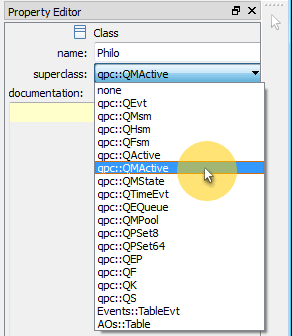 Property Editor
Class
name: Philo
superclass: qpc::QMActive
documentation:
none
qpc::QEvt
qpc::QMsm
qpc::QHsm
qpc::QFsm
qpc::QActive
qpc::QMActive
qpc::QMState
qpc::QTimeEvt
qpc::QEQueue
qpc::QMPool
qpc::QPSet8
qpc::QPSet64
qpc::QEP
qpc::QF
qpc::QK
qpc::QS
Events::TableEvt
AOs::Table